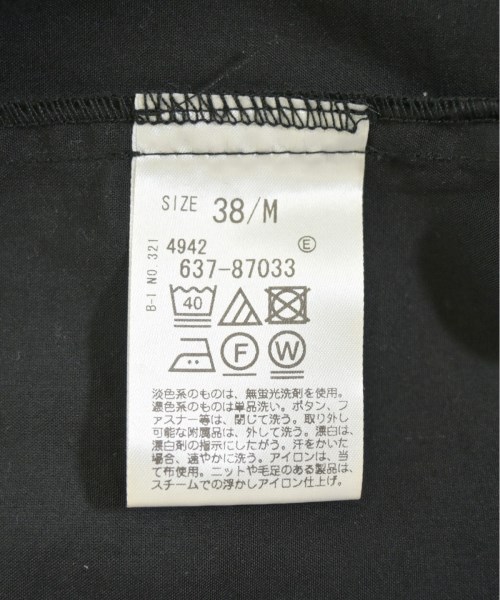 SIZE 38/M
B-1 NO.321
4942 Ⓔ
637-87033
40
F W
淡色系のものは、無蛍光洗剤を使用。
濃色系のものは単品洗い。ボタン、フ
ァスナー等は、閉じて洗う。取り外し
可能な附属品は、外して洗う。漂白は、
漂白剤の指示にしたがう。汗をかいた
場合、速やかに洗う。アイロンは、当
て布使用。ニットや毛足のある製品は、
スチームでの浮かしアイロン仕上げ。